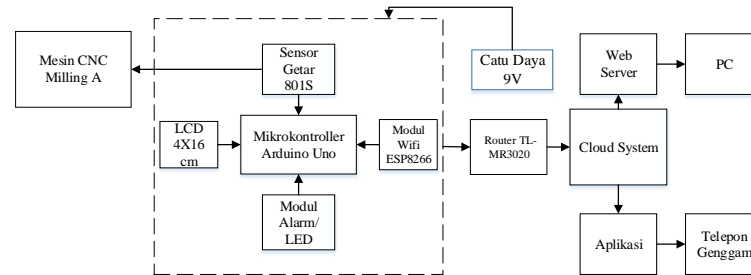 Mesin CNC
Milling A
Sensor
Getar
801S
Catu Daya
9V
Web
Server
PC
LCD
4X16
cm
Mikrokontroller
Arduino Uno
Modul
Wifi
ESP8266
Router TL-
MR3020
Cloud System
Modul
Alarm/
LED
Aplikasi
Telepon
Genggam